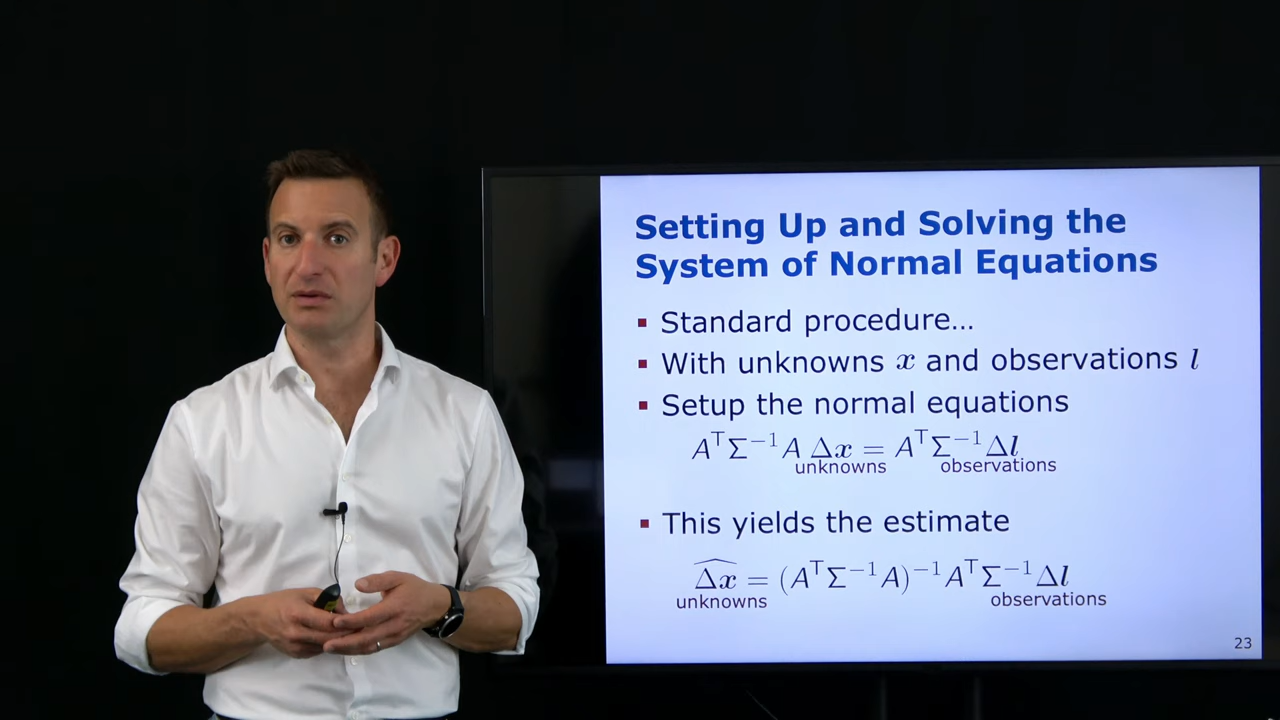 Setting Up and Solving the
System of Normal Equations
▪ Standard procedure…
▪ With unknowns x and observations l
▪ Setup the normal equations
AᵀΣ⁻¹A Δx = AᵀΣ⁻¹Δl
unknowns observations
▪ This yields the estimate
\widehat{Δx} = (AᵀΣ⁻¹A)⁻¹AᵀΣ⁻¹Δl
unknowns observations
23